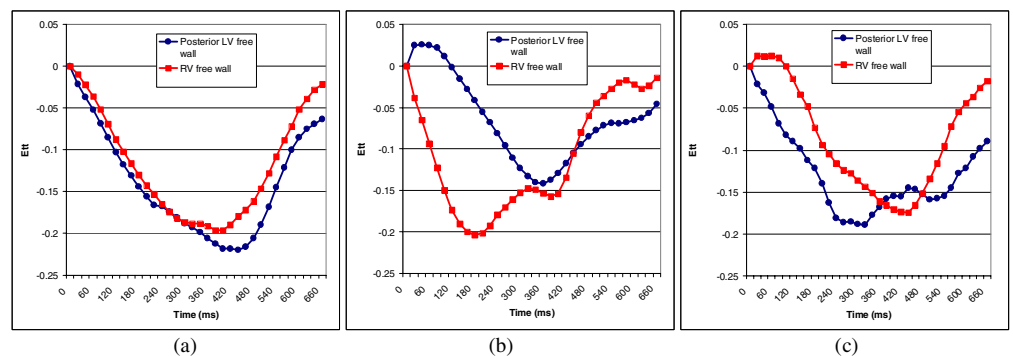 0.05
0
-0.05
-0.1
-0.15
-0.2
-0.25
Ett
Posterior LV free
wall
RV free wall
0 60 120 180 240 300 360 420 480 540 600 660
Time (ms)
(a)
0.05
0
-0.05
-0.1
-0.15
-0.2
-0.25
Ett
Posterior LV free
wall
RV free wall
0 60 120 180 240 300 360 420 480 540 600 660
Time (ms)
(b)
0.05
0
-0.05
-0.1
-0.15
-0.2
-0.25
Ett
Posterior LV free
wall
RV free wall
0 60 120 180 240 300 360 420 480 540 600 660
Time (ms)
(c)